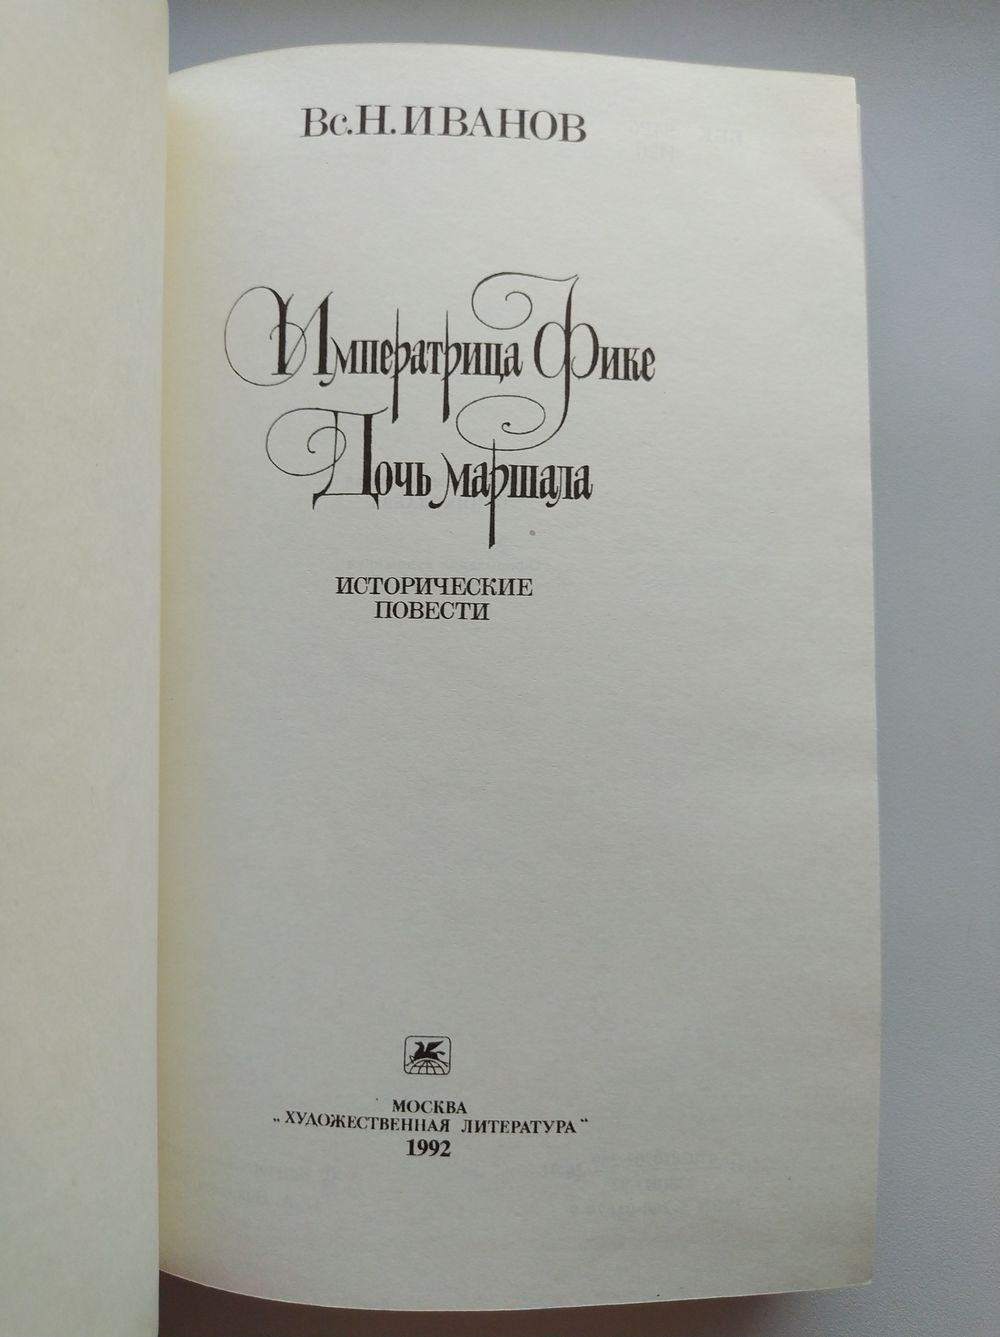 Вс.Н.ИВАНОВ
Императрица Фике
Дочь маршала
ИСТОРИЧЕСКИЕ
ПОВЕСТИ
МОСКВА
„ХУДОЖЕСТВЕННАЯ ЛИТЕРАТУРА“
1992